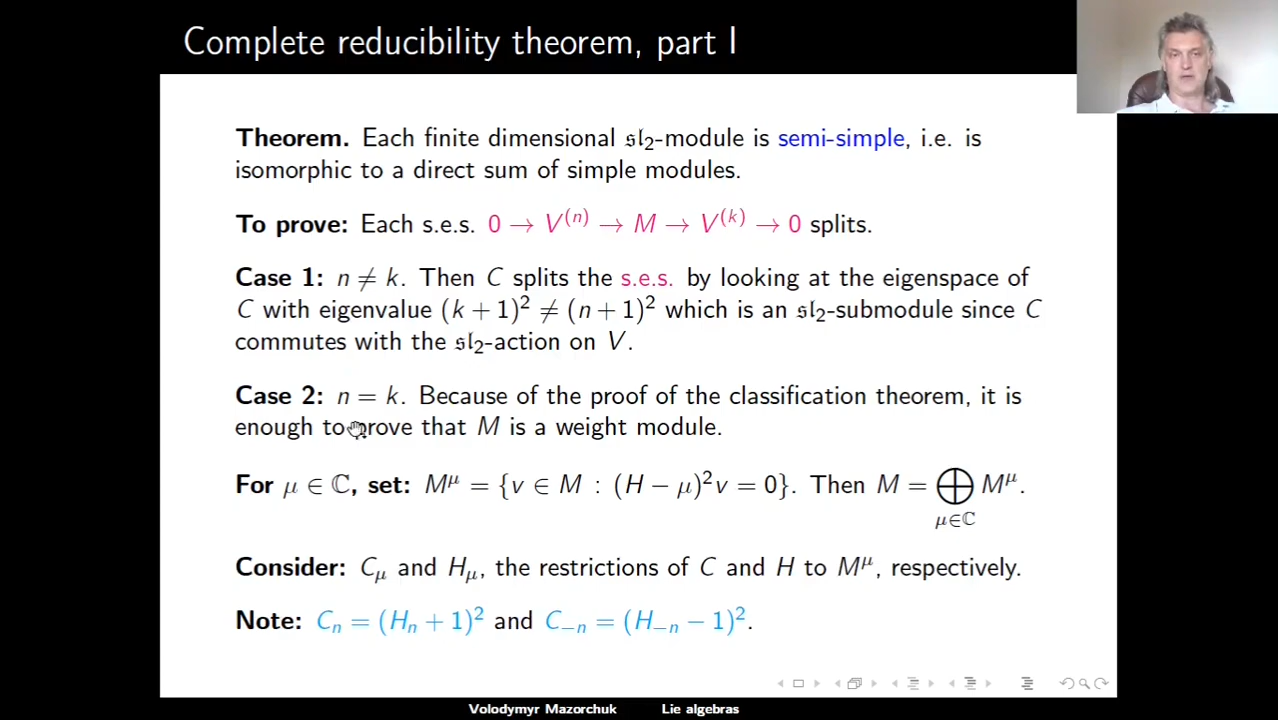 Complete reducibility theorem, part I
Theorem. Each finite dimensional 𝔰𝔩₂-module is semi-simple, i.e. is
isomorphic to a direct sum of simple modules.
To prove: Each s.e.s. 0 → V⁽ⁿ⁾ → M → V⁽ᵏ⁾ → 0 splits.
Case 1: n ≠ k. Then C splits the s.e.s. by looking at the eigenspace of
C with eigenvalue (k + 1)² ≠ (n + 1)² which is an 𝔰𝔩₂-submodule since C
commutes with the 𝔰𝔩₂-action on V.
Case 2: n = k. Because of the proof of the classification theorem, it is
enough to prove that M is a weight module.
For μ ∈ ℂ, set: M^μ = {v ∈ M : (H − μ)²v = 0}. Then M = ⊕_{μ∈ℂ} M^μ.
Consider: C_μ and H_μ, the restrictions of C and H to M^μ, respectively.
Note: C_n = (H_n + 1)² and C_{−n} = (H_{−n} − 1)².
Volodymyr Mazorchuk Lie algebras